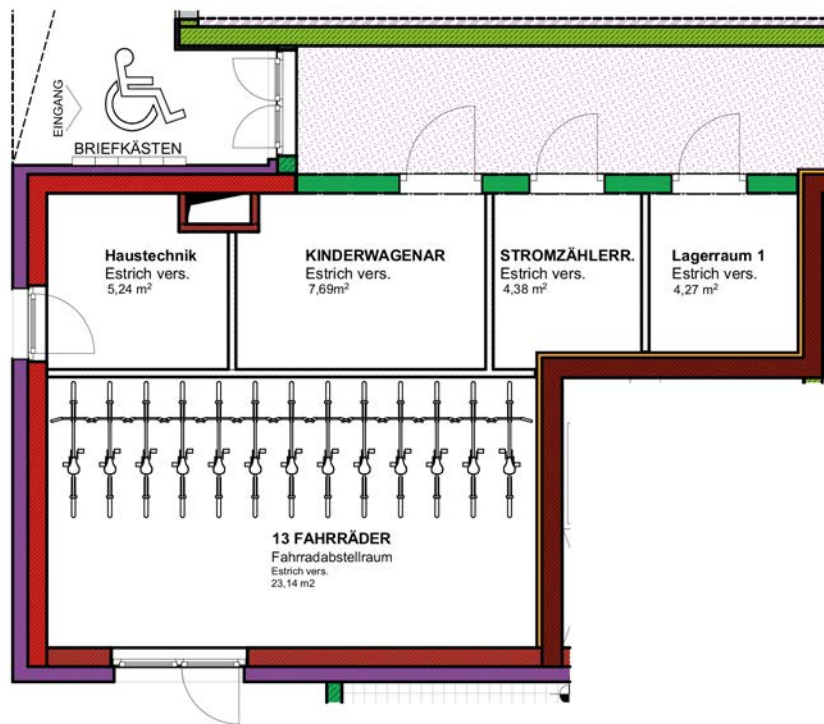 EINGANG
BRIEFKÄSTEN
Haustechnik
Estrich vers.
5,24 m²
KINDERWAGENAR
Estrich vers.
7,69m²
STROMZÄHLERR.
Estrich vers.
4,38 m²
Lagerraum 1
Estrich vers.
4,27 m²
13 FAHRRÄDER
Fahrradabstellraum
Estrich vers.
23,14 m2